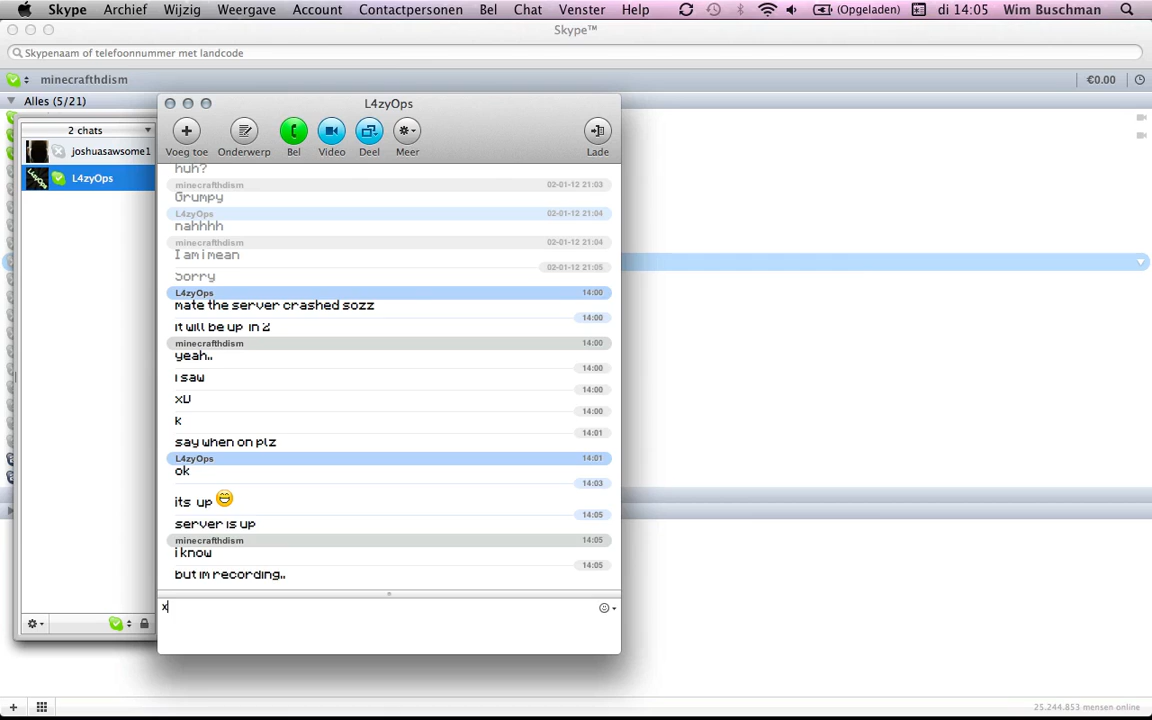 Skype Archief Wijzig Weergave Account Contactpersonen Bel Chat Venster Help (Opgeladen) di 14:05 Wim Buschman
Skype™
Skypenaam of telefoonnummer met landcode
minecrafthdism €0.00
Alles (5/21)
2 chats
joshuasawsome1
L4zyOps
L4zyOps
Voeg toe Onderwerp Bel Video Deel Meer Lade
huh?
minecrafthdism 02-01-12 21:03
Grumpy
L4zyOps 02-01-12 21:04
nahhhh
minecrafthdism 02-01-12 21:04
I am i mean
02-01-12 21:05
Sorry
L4zyOps 14:00
mate the server crashed sozz
14:00
it will be up in 2
minecrafthdism 14:00
yeah..
14:00
i saw
14:00
xD
14:00
k
14:01
say when on plz
L4zyOps 14:01
ok
14:03
its up
14:05
server is up
minecrafthdism 14:05
i know
14:05
but im recording..
x
25.244.853 mensen online